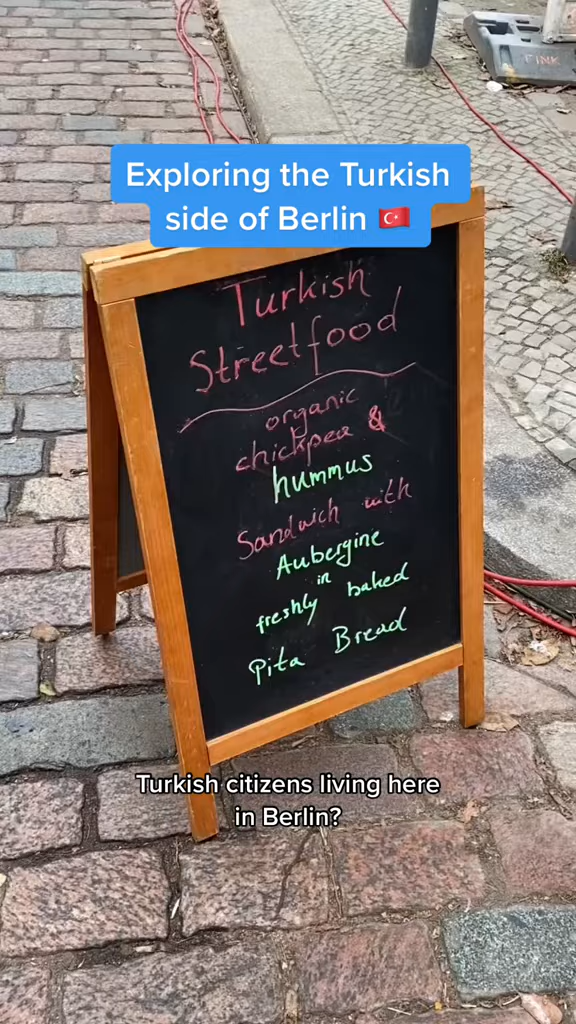 Exploring the Turkish
side of Berlin 🇹🇷
Turkish
Streetfood
organic
chickpea &
hummus
Sandwich with
Aubergine
in
freshly baked
Pita Bread
Turkish citizens living here
in Berlin?